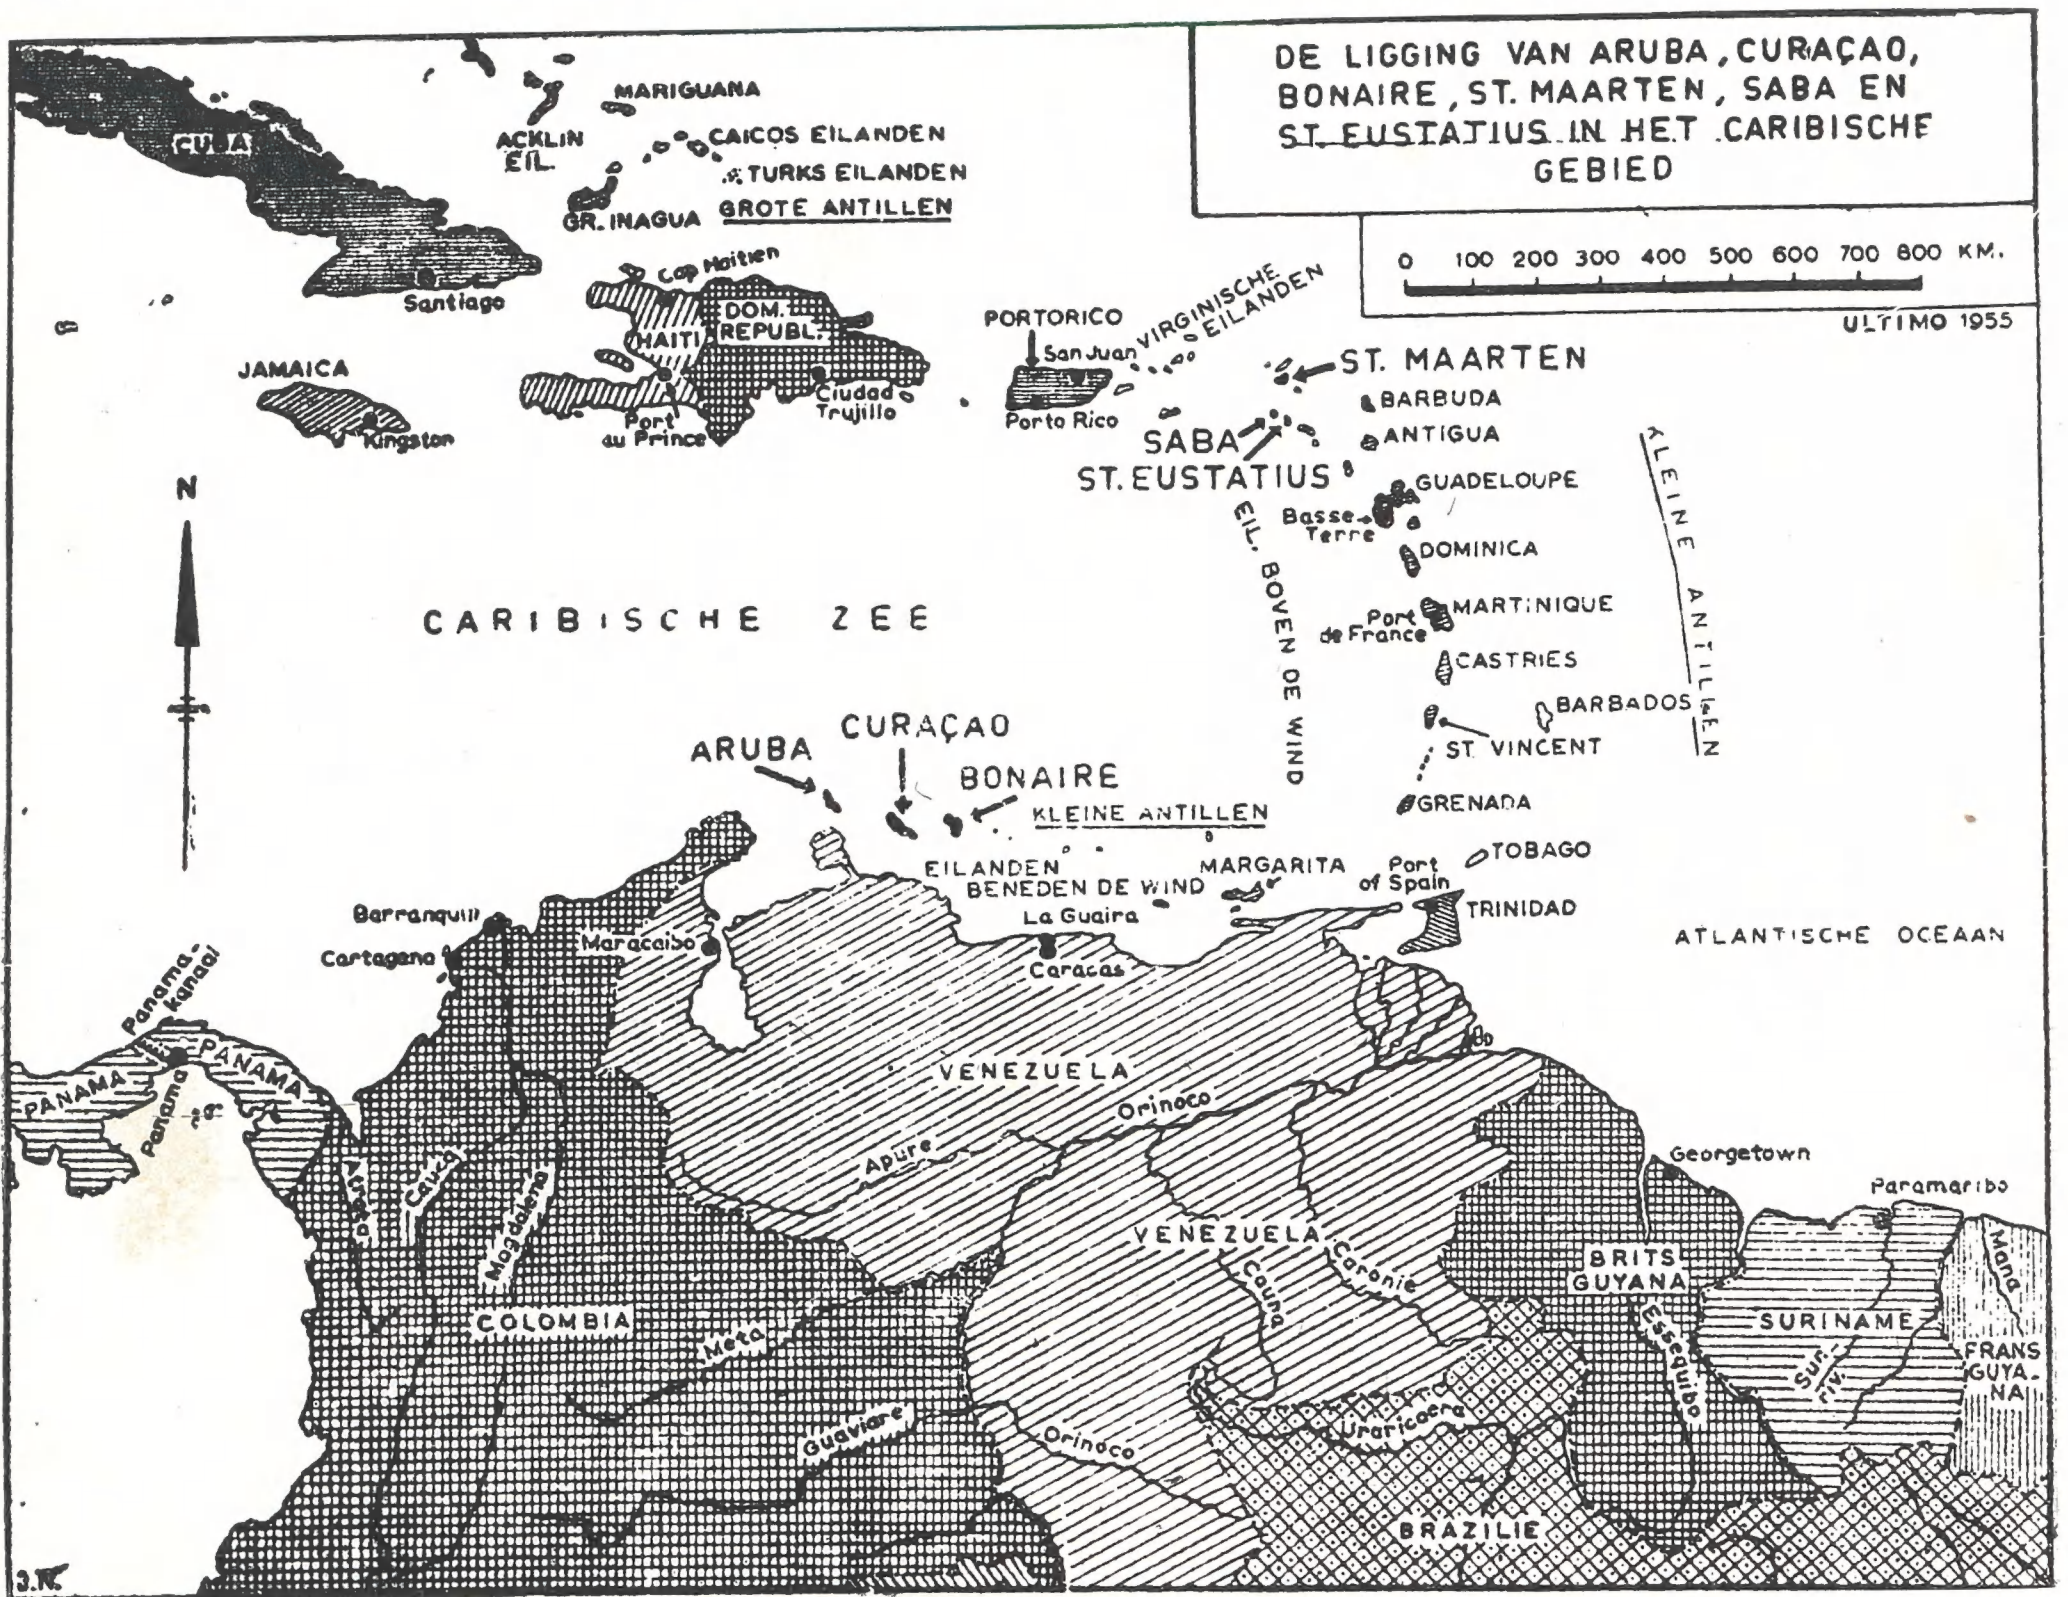 DE LIGGING VAN ARUBA, CURAÇAO,
BONAIRE, ST. MAARTEN, SABA EN
ST. EUSTATIUS IN HET CARIBISCHE
GEBIED
0 100 200 300 400 500 600 700 800 KM.
ULTIMO 1955
MARIGUANA
ACKLIN
EIL.
CAICOS EILANDEN
TURKS EILANDEN
CUBA
GR. INAGUA
GROTE ANTILLEN
Santiago
Cap Haitien
DOM.
REPUBL.
HAITI
Port
au Prince
Ciudad
Trujillo
JAMAICA
Kingston
PORTORICO
San Juan
Porto Rico
VIRGINISCHE
EILANDEN
ST. MAARTEN
BARBUDA
SABA
ANTIGUA
ST. EUSTATIUS
GUADELOUPE
Basse
Terre
DOMINICA
MARTINIQUE
Port
de France
CASTRIES
BARBADOS
ST. VINCENT
GRENADA
TOBAGO
EIL. BOVEN DE WIND
KLEINE ANTILLEN
N
CARIBISCHE ZEE
CURAÇAO
ARUBA
BONAIRE
KLEINE ANTILLEN
EILANDEN
BENEDEN DE WIND
MARGARITA
Port
of Spain
TRINIDAD
La Guaira
Caracas
ATLANTISCHE OCEAAN
Barranquill
Cartagena
Maracaibo
Panama-
kanaal
PANAMA
PANAMA
Panama
VENEZUELA
Orinoco
Apure
Atrato
Cauca
Magdalena
COLOMBIA
Meta
Guaviare
Orinoco
VENEZUELA
Caura
Caronie
Uraricoera
BRAZILIE
Georgetown
BRITS
GUYANA
Essequibo
Paramaribo
SURINAME
Sur.
riv.
Mana
FRANS
GUYA-
NA